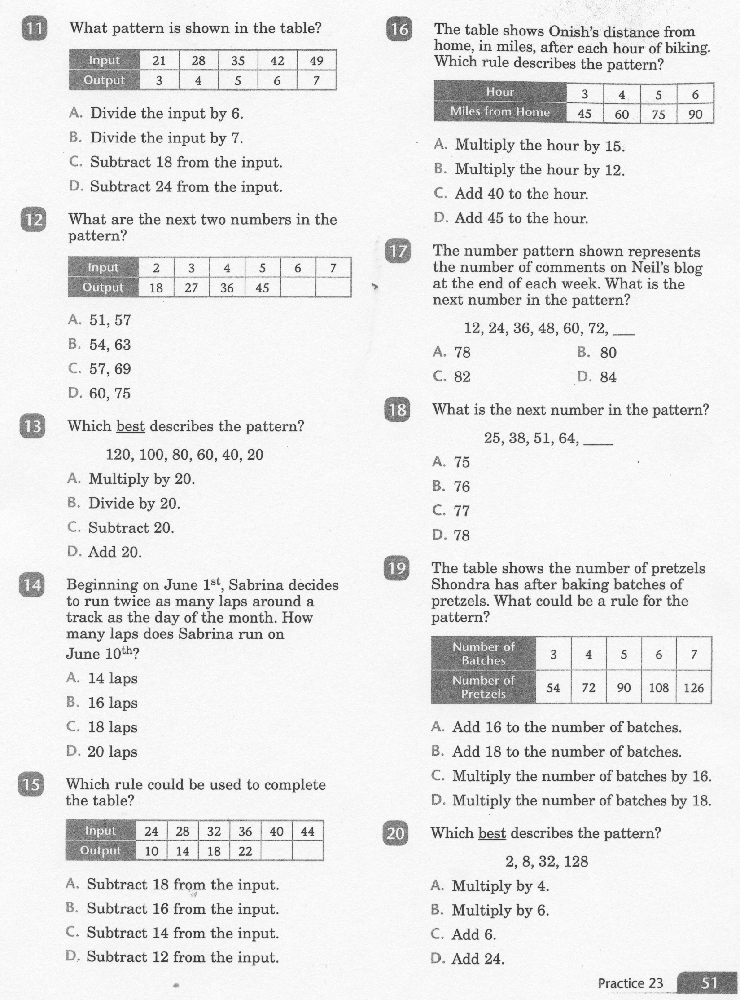 11
What pattern is shown in the table?
Input 21 28 35 42 49
Output 3 4 5 6 7
A. Divide the input by 6.
B. Divide the input by 7.
C. Subtract 18 from the input.
D. Subtract 24 from the input.
12
What are the next two numbers in the
pattern?
Input 2 3 4 5 6 7
Output 18 27 36 45
A. 51, 57
B. 54, 63
C. 57, 69
D. 60, 75
13
Which best describes the pattern?
120, 100, 80, 60, 40, 20
A. Multiply by 20.
B. Divide by 20.
C. Subtract 20.
D. Add 20.
14
Beginning on June 1st, Sabrina decides
to run twice as many laps around a
track as the day of the month. How
many laps does Sabrina run on
June 10th?
A. 14 laps
B. 16 laps
C. 18 laps
D. 20 laps
15
Which rule could be used to complete
the table?
Input 24 28 32 36 40 44
Output 10 14 18 22
A. Subtract 18 from the input.
B. Subtract 16 from the input.
C. Subtract 14 from the input.
D. Subtract 12 from the input.
16
The table shows Onish's distance from
home, in miles, after each hour of biking.
Which rule describes the pattern?
Hour 3 4 5 6
Miles from Home 45 60 75 90
A. Multiply the hour by 15.
B. Multiply the hour by 12.
C. Add 40 to the hour.
D. Add 45 to the hour.
17
The number pattern shown represents
the number of comments on Neil's blog
at the end of each week. What is the
next number in the pattern?
12, 24, 36, 48, 60, 72, ___
A. 78 B. 80
C. 82 D. 84
18
What is the next number in the pattern?
25, 38, 51, 64, ____
A. 75
B. 76
C. 77
D. 78
19
The table shows the number of pretzels
Shondra has after baking batches of
pretzels. What could be a rule for the
pattern?
Number of
Batches 3 4 5 6 7
Number of
Pretzels 54 72 90 108 126
A. Add 16 to the number of batches.
B. Add 18 to the number of batches.
C. Multiply the number of batches by 16.
D. Multiply the number of batches by 18.
20
Which best describes the pattern?
2, 8, 32, 128
A. Multiply by 4.
B. Multiply by 6.
C. Add 6.
D. Add 24.
Practice 23 51